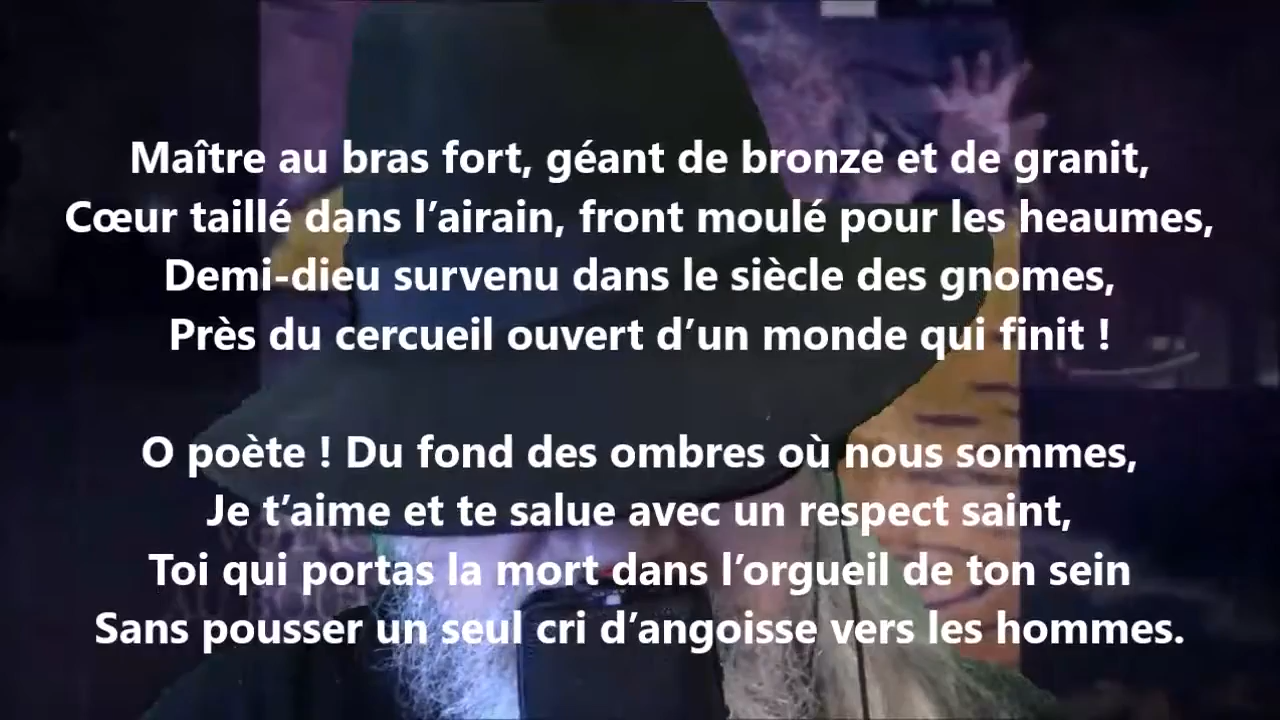 Maître au bras fort, géant de bronze et de granit,
Cœur taillé dans l’airain, front moulé pour les heaumes,
Demi-dieu survenu dans le siècle des gnomes,
Près du cercueil ouvert d’un monde qui finit !
O poète ! Du fond des ombres où nous sommes,
Je t’aime et te salue avec un respect saint,
Toi qui portas la mort dans l’orgueil de ton sein
Sans pousser un seul cri d’angoisse vers les hommes.